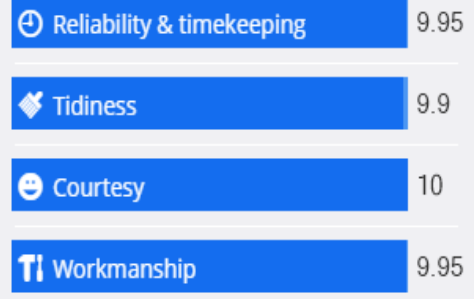 Reliability & timekeeping 9.95
Tidiness 9.9
Courtesy 10
Workmanship 9.95